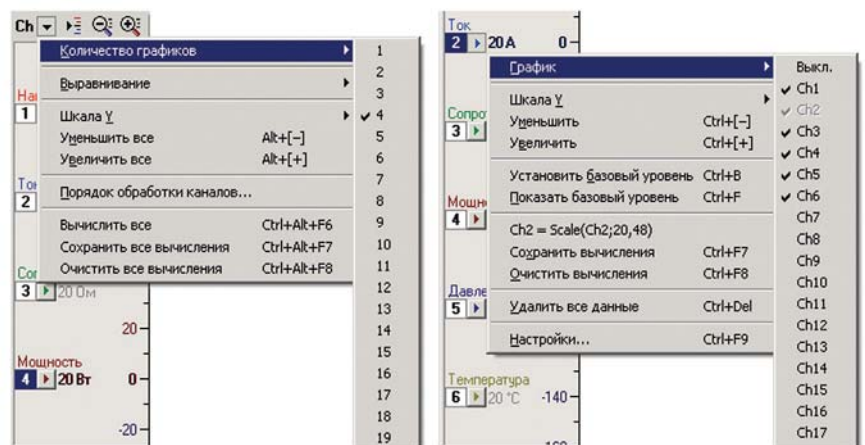 Ch
Количество графиков
Выравнивание
Шкала Y
Уменьшить все Alt+[–]
Увеличить все Alt+[+]
Порядок обработки каналов...
Вычислить все Ctrl+Alt+F6
Сохранить все вычисления Ctrl+Alt+F7
Очистить все вычисления Ctrl+Alt+F8
1
2
3
4
5
6
7
8
9
10
11
12
13
14
15
16
17
18
19
1
2
3 20 Ом
20
Мощность
4 20 Вт 0
-20
Ток
2 20 А 0
3
4
5
Температура
6 20 °C -140
График
Шкала Y
Уменьшить Ctrl+[–]
Увеличить Ctrl+[+]
Установить базовый уровень Ctrl+B
Показать базовый уровень Ctrl+F
Ch2 = Scale(Ch2;20,48)
Сохранить вычисления Ctrl+F7
Очистить вычисления Ctrl+F8
Удалить все данные Ctrl+Del
Настройки... Ctrl+F9
Выкл.
Ch1
Ch2
Ch3
Ch4
Ch5
Ch6
Ch7
Ch8
Ch9
Ch10
Ch11
Ch12
Ch13
Ch14
Ch15
Ch16
Ch17